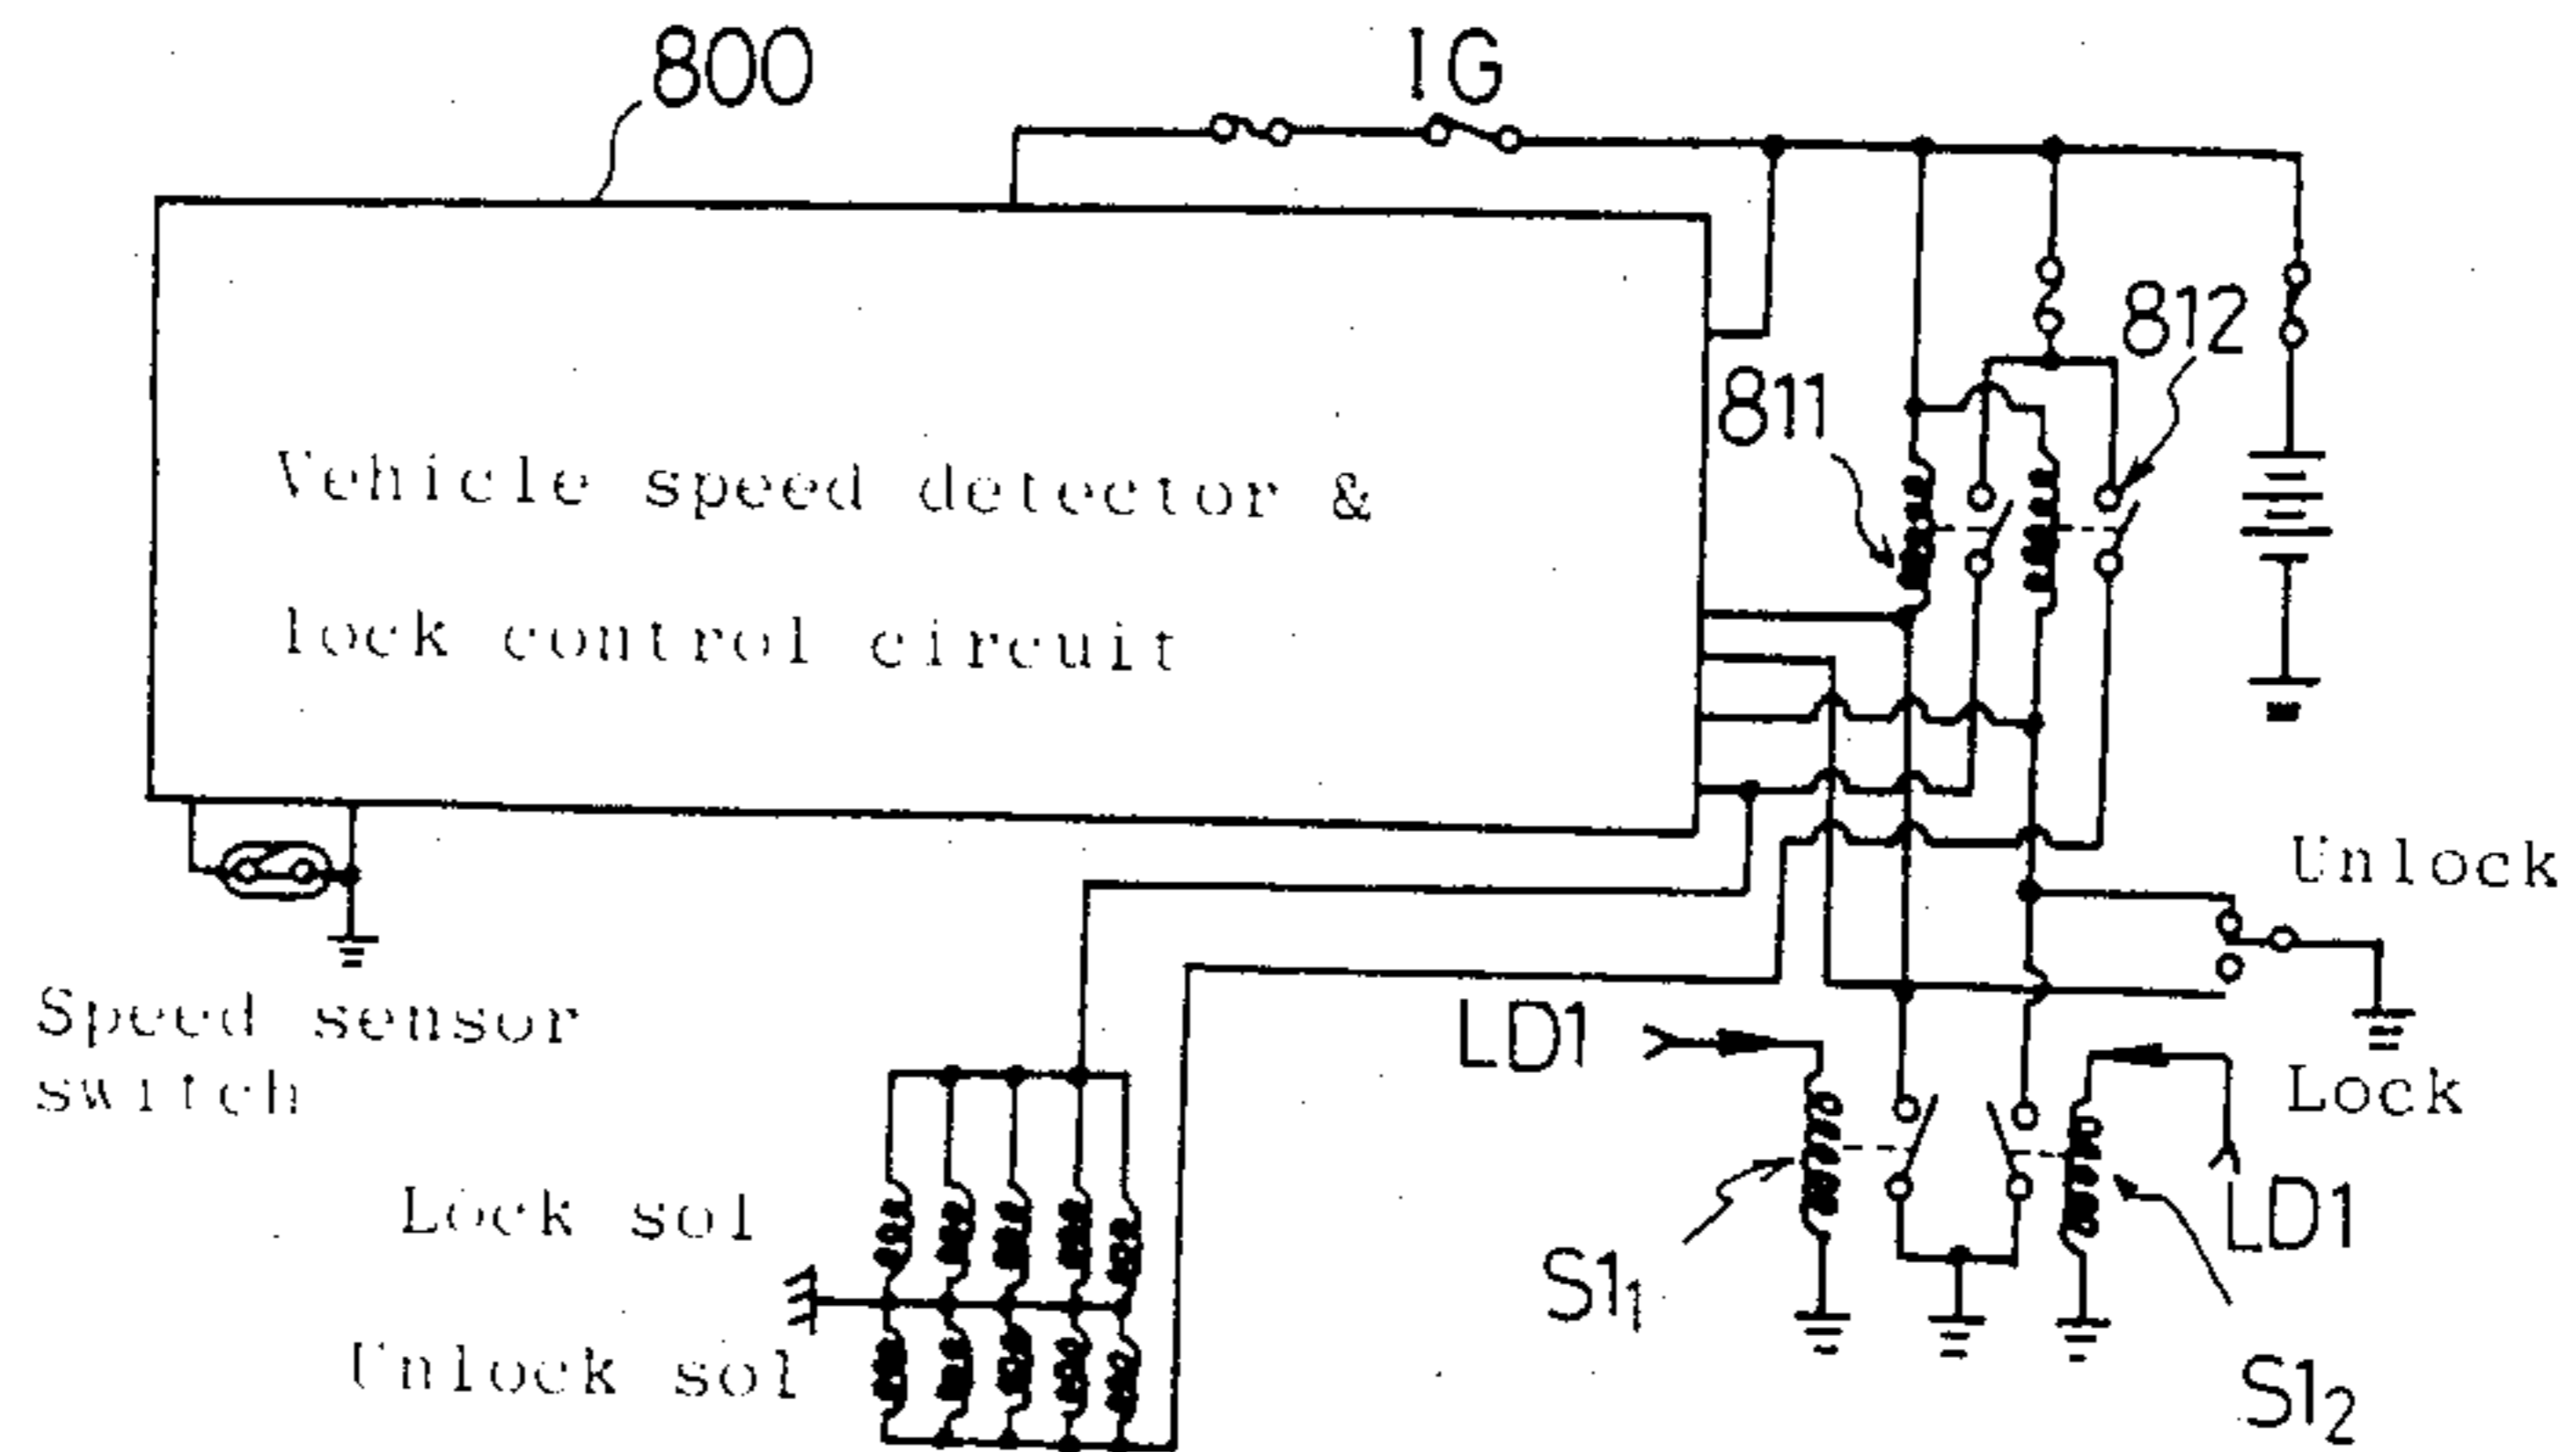 800
IG
812
811
Vehicle speed detector &
lock control circuit
Unlock
Speed sensor
switch
LD1
Lock
Lock sol
S1₁
LD1
Unlock sol
S1₂